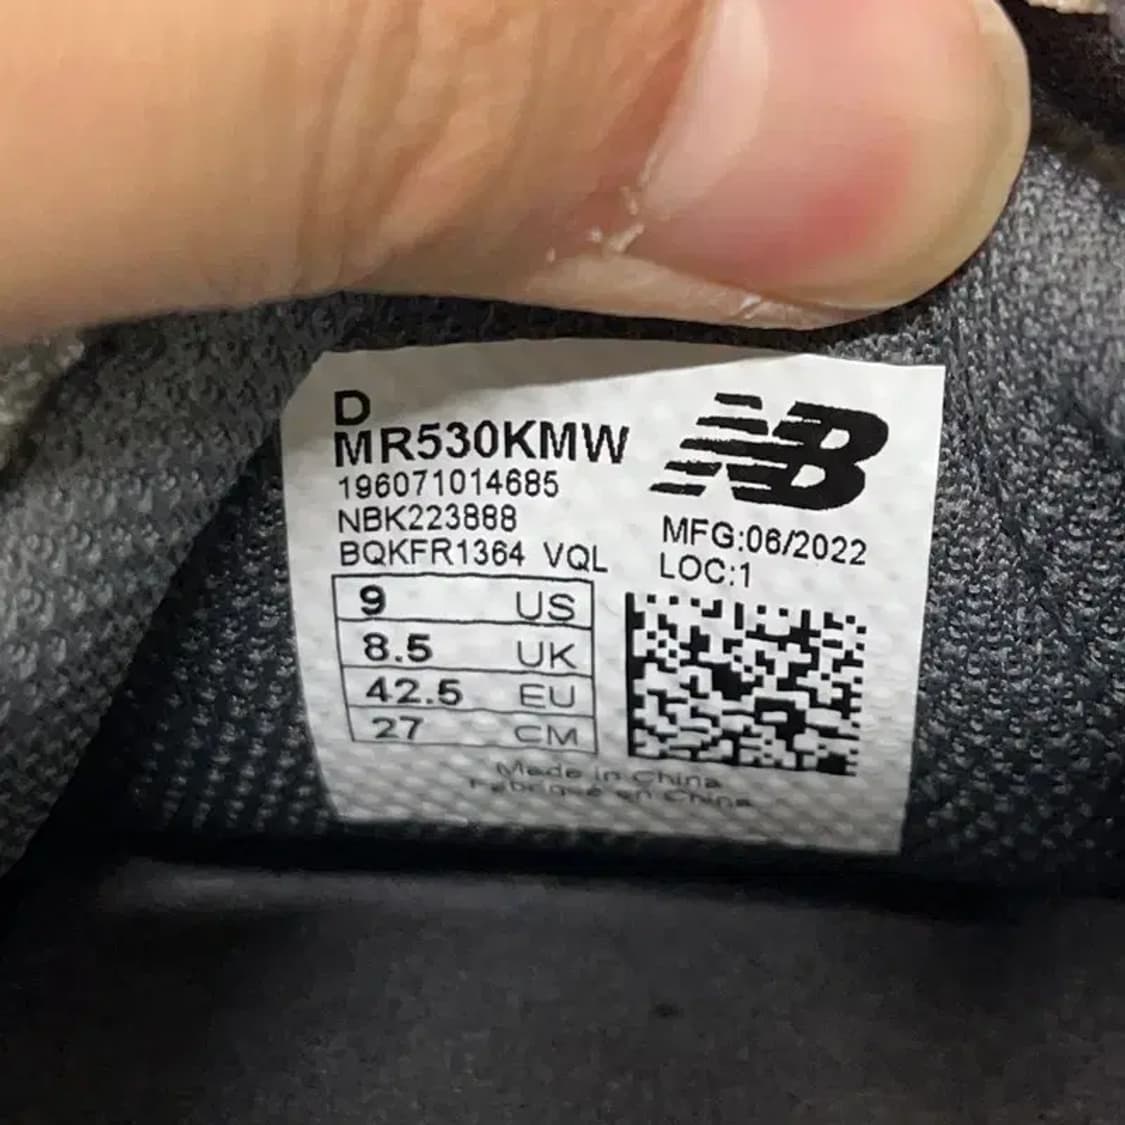 D
MR530KMW
196071014685
NBK223888
BQKFR1364 VQL
NB
MFG:06/2022
LOC:1
9 US
8.5 UK
42.5 EU
27 CM
Made in China
Fabriqué en Chine